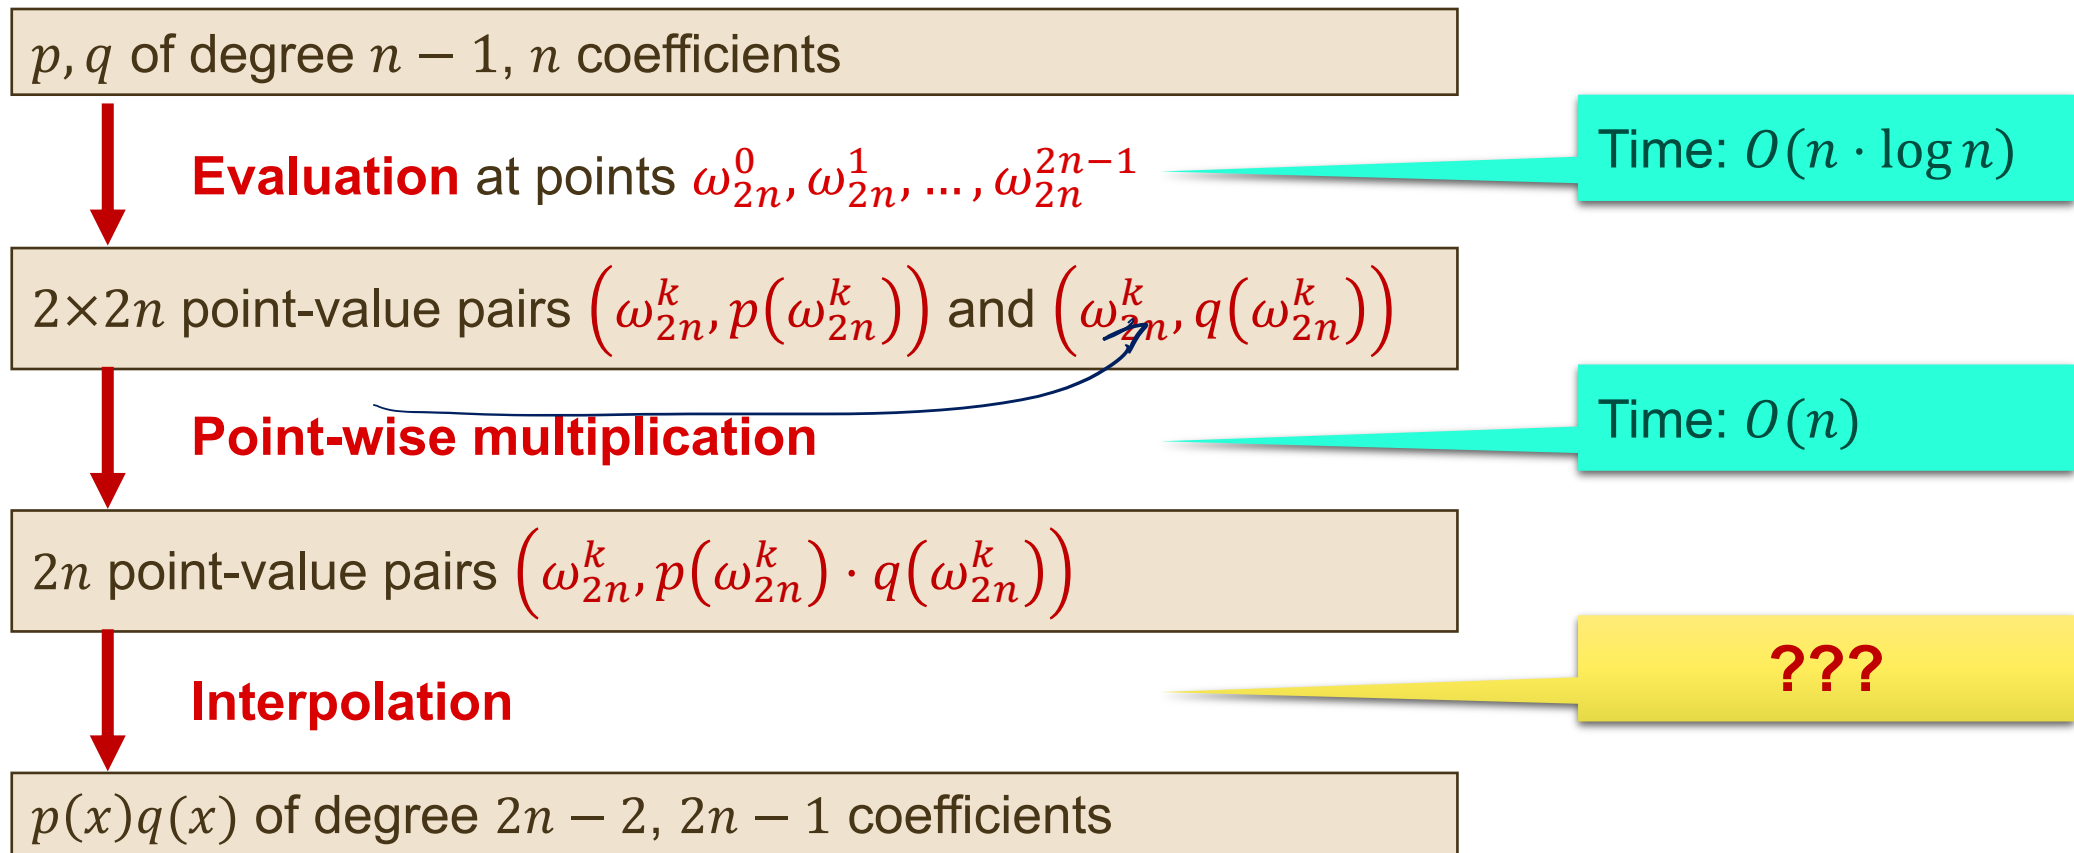 p, q of degree n − 1, n coefficients
Evaluation at points ω_{2n}^0, ω_{2n}^1, … , ω_{2n}^{2n−1}
Time: O(n · log n)
2×2n point-value pairs (ω_{2n}^k, p(ω_{2n}^k)) and (ω_{2n}^k, q(ω_{2n}^k))
Point-wise multiplication
Time: O(n)
2n point-value pairs (ω_{2n}^k, p(ω_{2n}^k) · q(ω_{2n}^k))
Interpolation
???
p(x)q(x) of degree 2n − 2, 2n − 1 coefficients